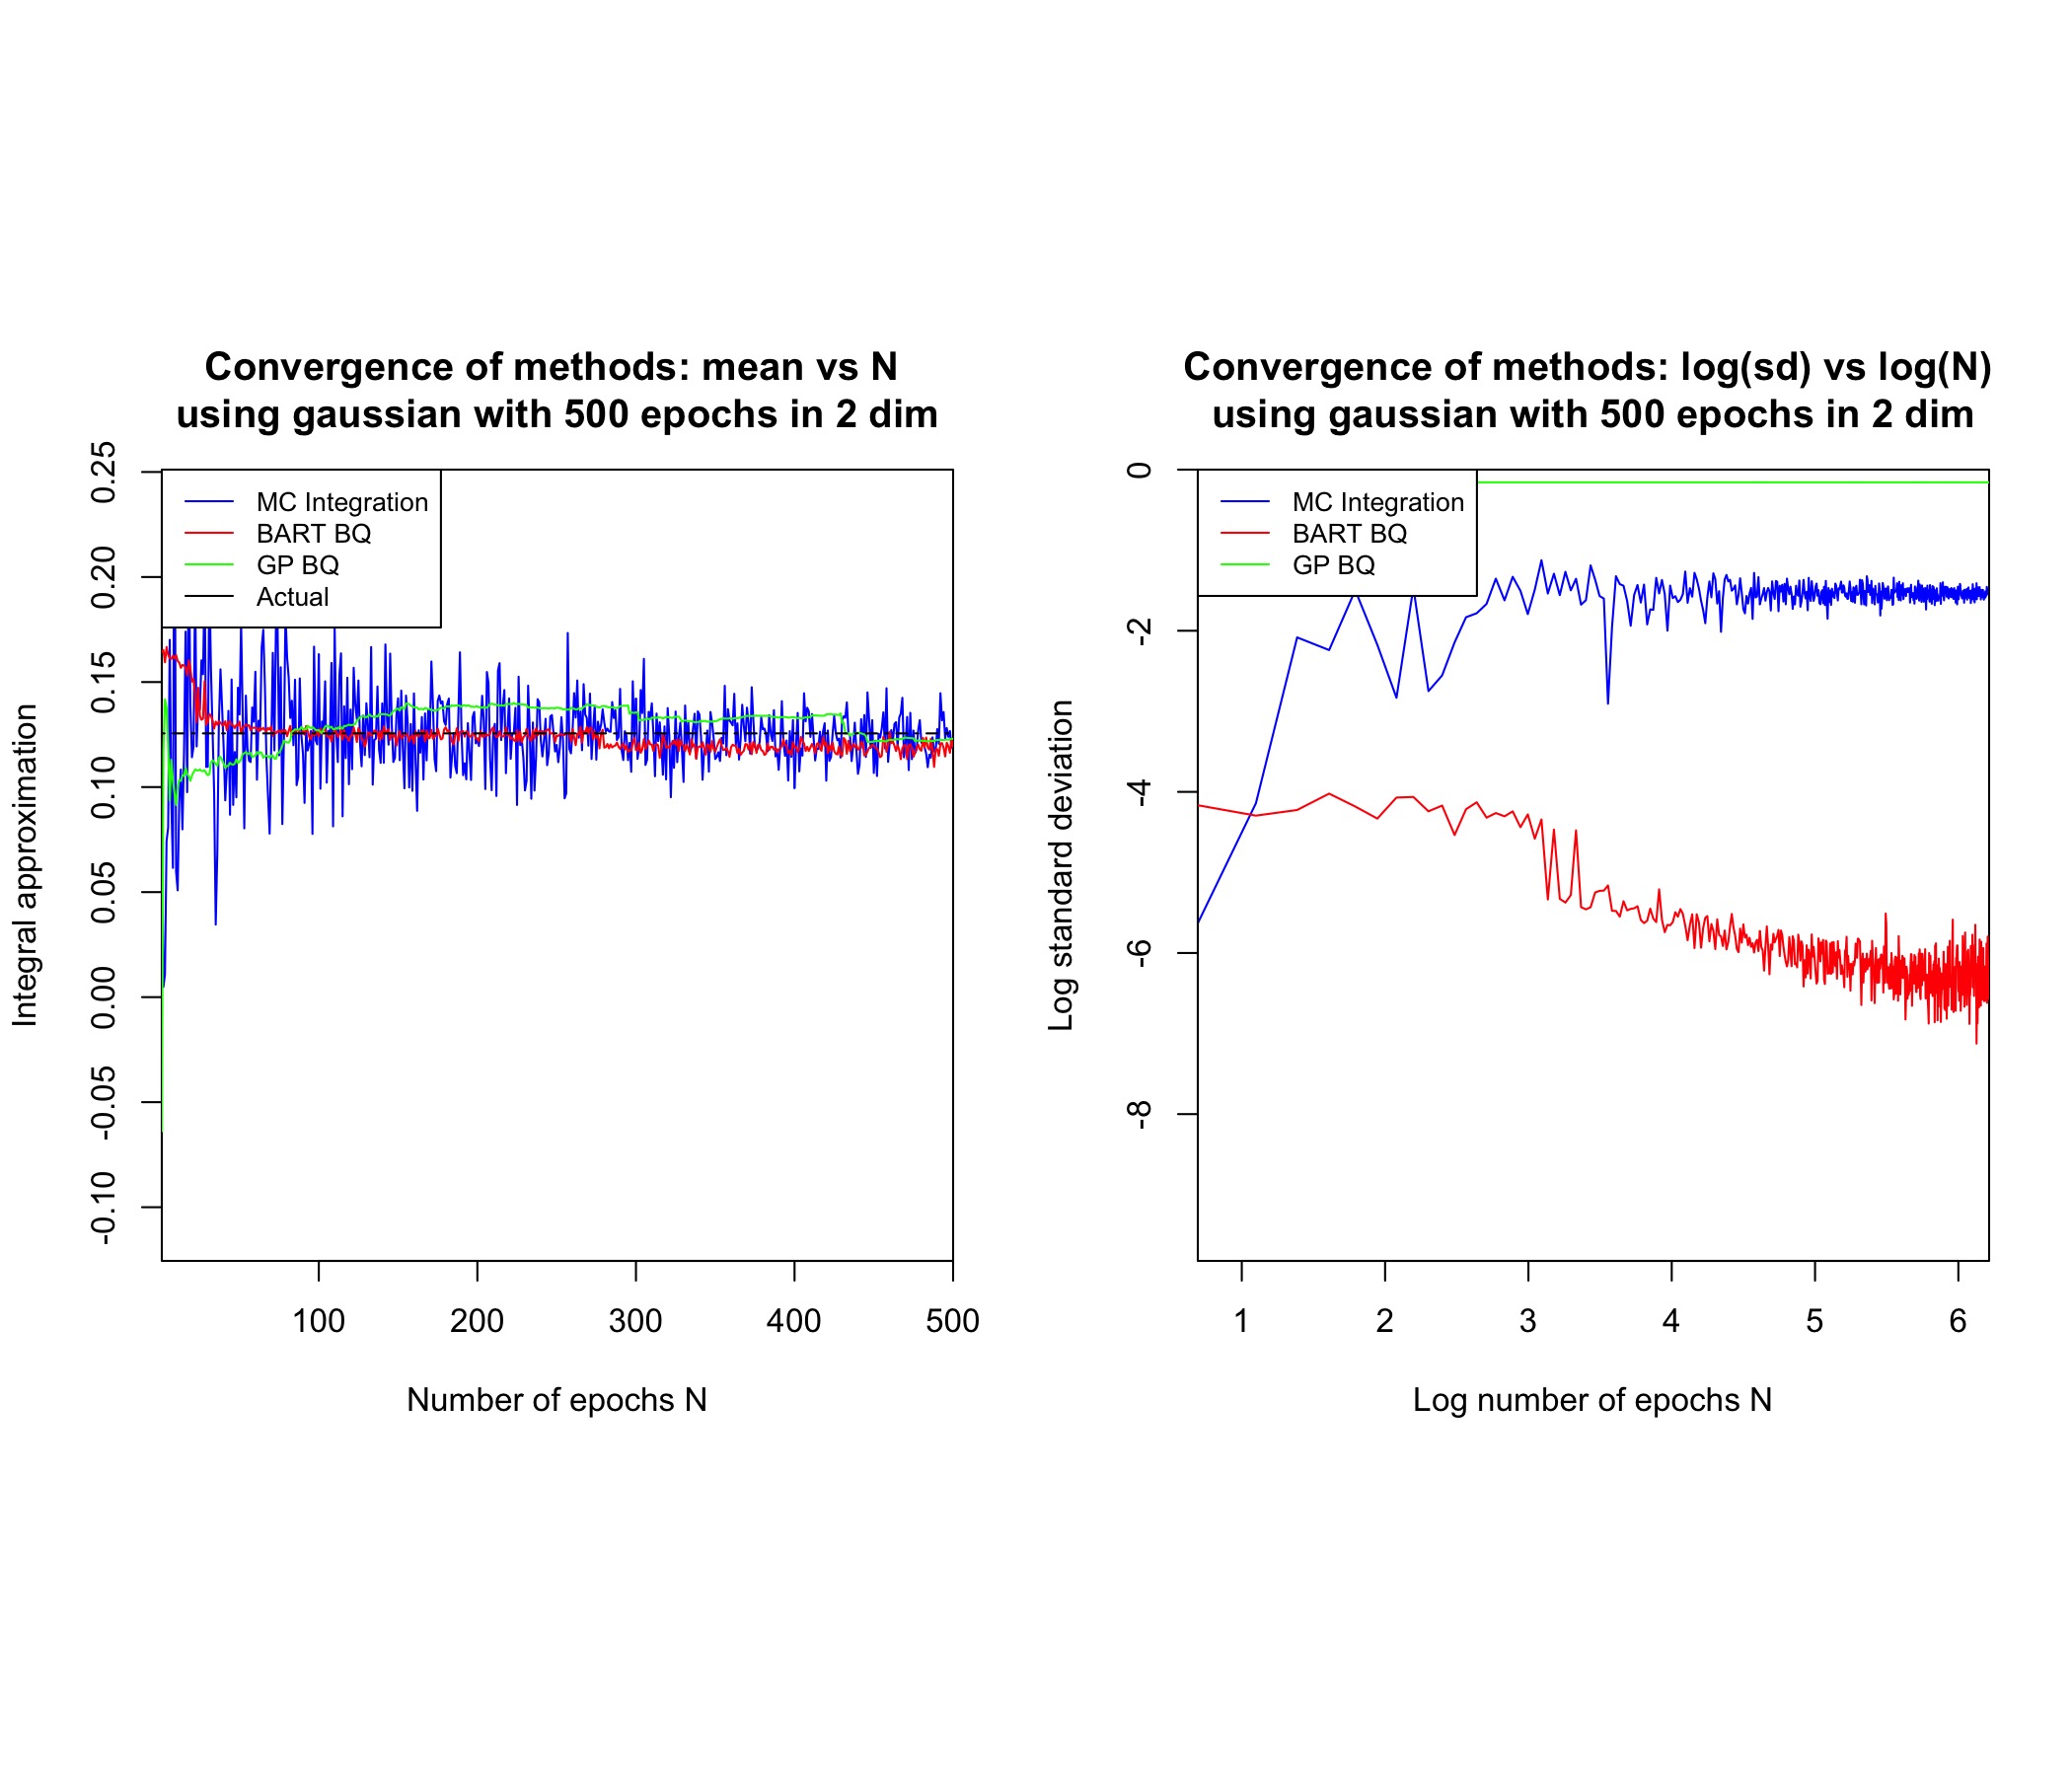 Convergence of methods: mean vs N
using gaussian with 500 epochs in 2 dim
0.25
0.20
0.15
0.10
0.05
0.00
-0.05
-0.10
Integral approximation
MC Integration
BART BQ
GP BQ
Actual
100 200 300 400 500
Number of epochs N
Convergence of methods: log(sd) vs log(N)
using gaussian with 500 epochs in 2 dim
0
-2
-4
-6
-8
Log standard deviation
MC Integration
BART BQ
GP BQ
1 2 3 4 5 6
Log number of epochs N